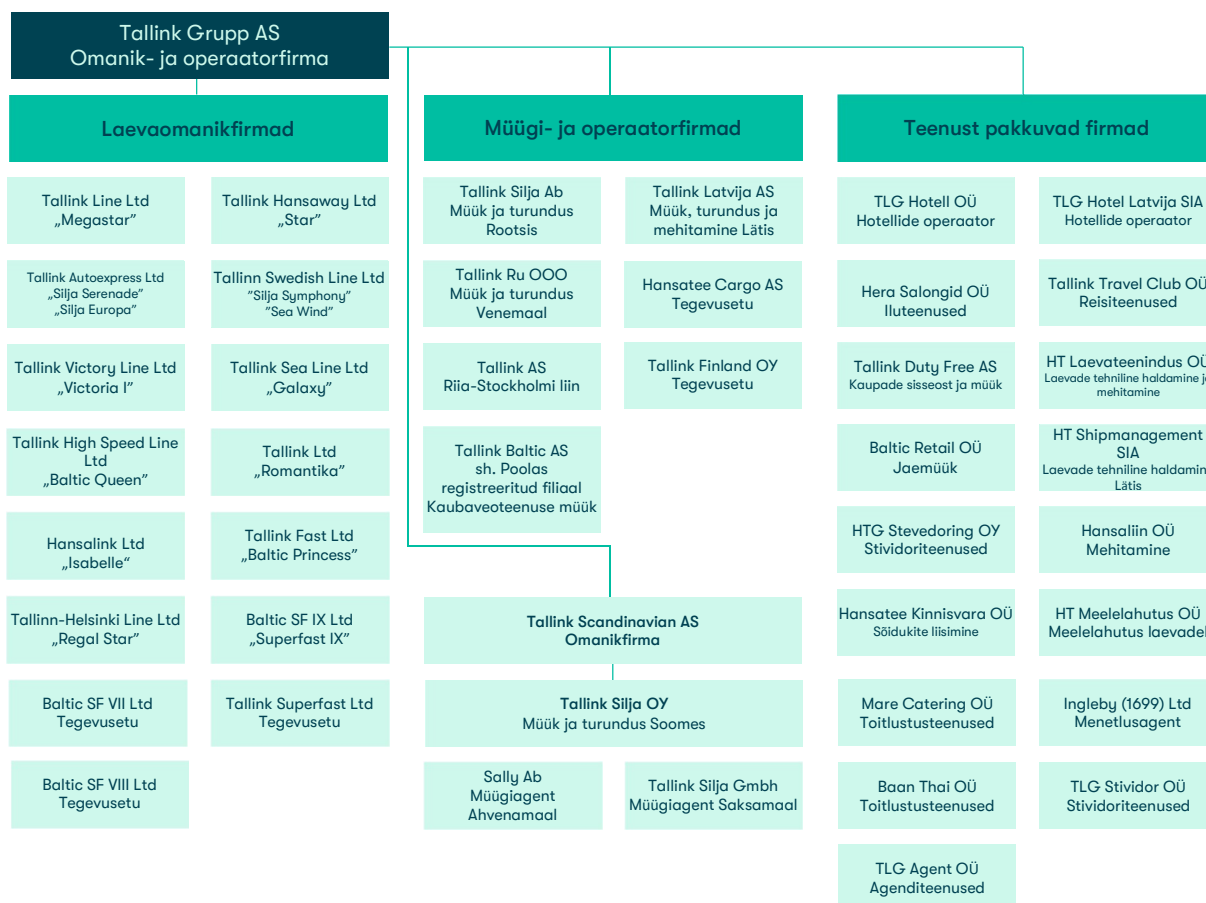 Tallink Grupp AS
Omanik- ja operaatorfirma
Laevaomanikfirmad
Tallink Line Ltd
„Megastar”
Tallink Hansaway Ltd
„Star”
Tallink Autoexpress Ltd
„Silja Serenade”
„Silja Europa”
Tallinn Swedish Line Ltd
”Silja Symphony”
”Sea Wind”
Tallink Victory Line Ltd
„Victoria I”
Tallink Sea Line Ltd
„Galaxy”
Tallink High Speed Line
Ltd
„Baltic Queen”
Tallink Ltd
„Romantika”
Hansalink Ltd
„Isabelle“
Tallink Fast Ltd
„Baltic Princess”
Tallinn-Helsinki Line Ltd
„Regal Star”
Baltic SF IX Ltd
„Superfast IX”
Baltic SF VII Ltd
Tegevusetu
Tallink Superfast Ltd
Tegevusetu
Baltic SF VIII Ltd
Tegevusetu
Müügi- ja operaatorfirmad
Tallink Silja Ab
Müük ja turundus
Rootsis
Tallink Latvija AS
Müük, turundus ja
mehitamine Lätis
Tallink Ru OOO
Müük ja turundus
Venemaal
Hansatee Cargo AS
Tegevusetu
Tallink AS
Riia-Stockholmi liin
Tallink Finland OY
Tegevusetu
Tallink Baltic AS
sh. Poolas
registreeritud filiaal
Kaubaveoteenuse müük
Tallink Scandinavian AS
Omanikfirma
Tallink Silja OY
Müük ja turundus Soomes
Sally Ab
Müügiagent
Ahvenamaal
Tallink Silja Gmbh
Müügiagent Saksamaal
Teenust pakkuvad firmad
TLG Hotell OÜ
Hotellide operaator
TLG Hotel Latvija SIA
Hotellide operaator
Hera Salongid OÜ
Iluteenused
Tallink Travel Club OÜ
Reisiteenused
Tallink Duty Free AS
Kaupade sisseost ja müük
HT Laevateenindus OÜ
Laevade tehniline haldamine ja
mehitamine
Baltic Retail OÜ
Jaemüük
HT Shipmanagement
SIA
Laevade tehniline haldamin
Lätis
HTG Stevedoring OY
Stividoriteenused
Hansaliin OÜ
Mehitamine
Hansatee Kinnisvara OÜ
Sõidukite liisimine
HT Meelelahutus OÜ
Meelelahutus laevadel
Mare Catering OÜ
Toitlustusteenused
Ingleby (1699) Ltd
Menetlusagent
Baan Thai OÜ
Toitlustusteenused
TLG Stividor OÜ
Stividoriteenused
TLG Agent OÜ
Agenditeenused